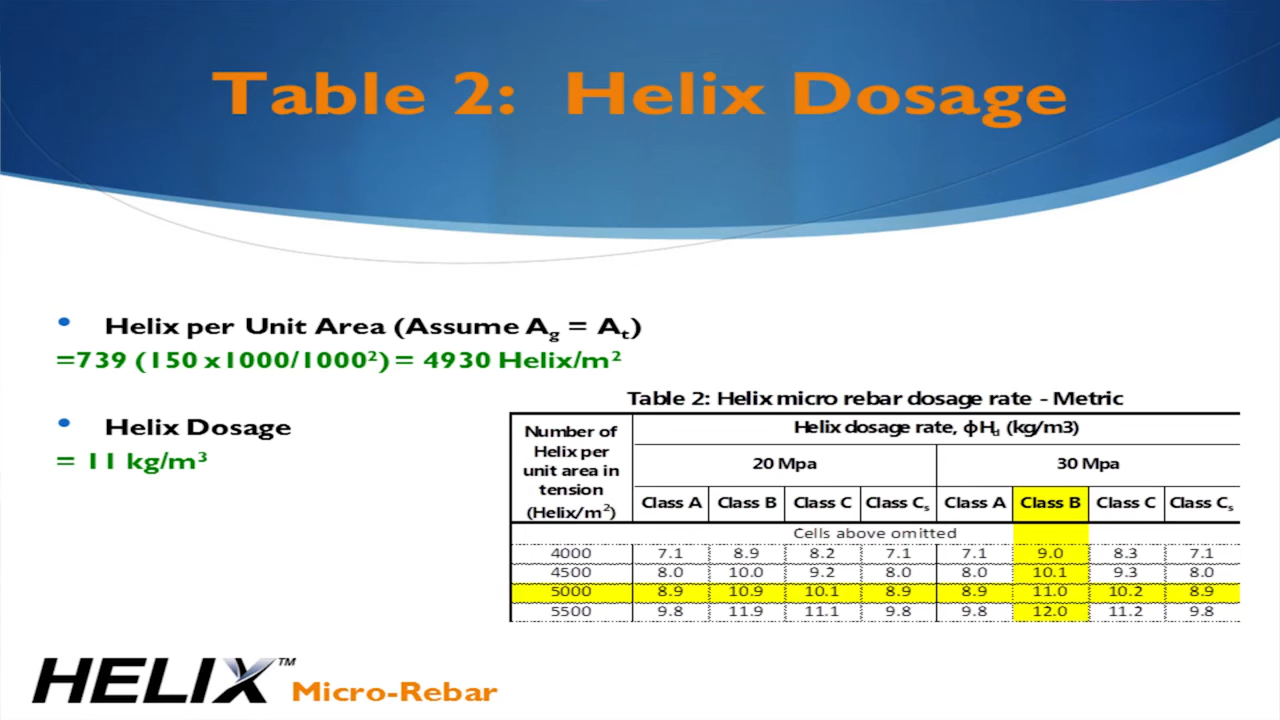 Table 2: Helix Dosage
• Helix per Unit Area (Assume Ag = At)
=739 (150 x1000/1000²) = 4930 Helix/m²
• Helix Dosage
= 11 kg/m³
Table 2: Helix micro rebar dosage rate - Metric
Number of Helix per unit area in tension (Helix/m²)
Helix dosage rate, ϕHd (kg/m3)
20 Mpa 30 Mpa
Class A Class B Class C Class Cs Class A Class B Class C Class Cs
Cells above omitted
4000 7.1 8.9 8.2 7.1 7.1 9.0 8.3 7.1
4500 8.0 10.0 9.2 8.0 8.0 10.1 9.3 8.0
5000 8.9 10.9 10.1 8.9 8.9 11.0 10.2 8.9
5500 9.8 11.9 11.1 9.8 9.8 12.0 11.2 9.8
HELIX™ Micro-Rebar